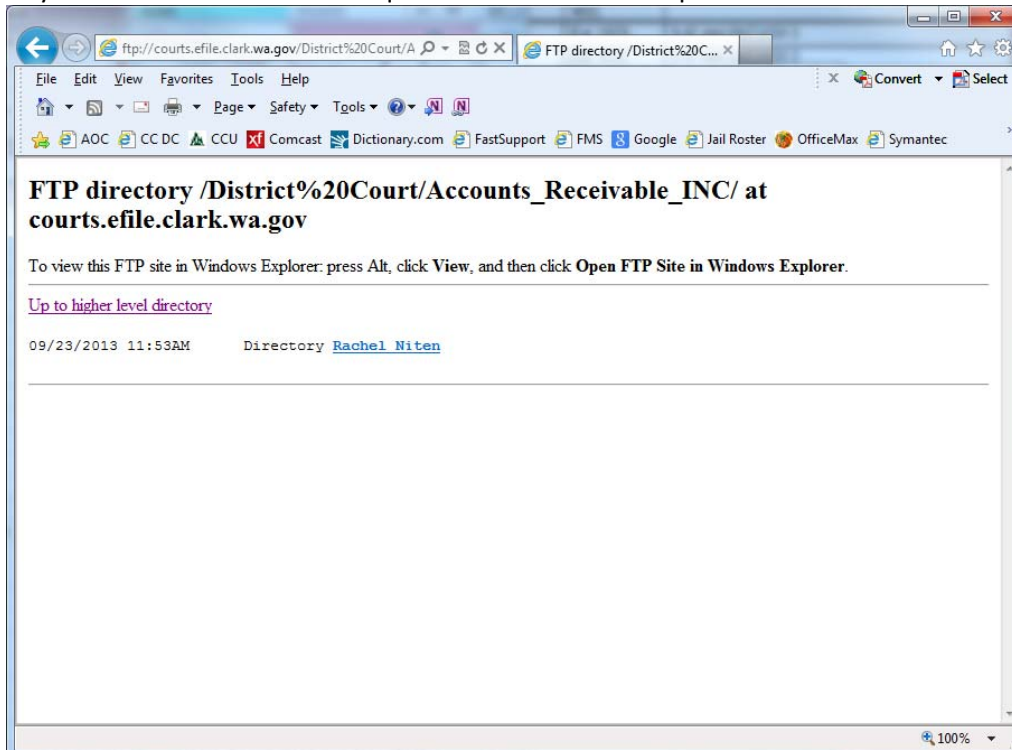 ftp://courts.efile.clark.wa.gov/District%20Court/A
FTP directory /District%20C...
File Edit View Favorites Tools Help
x Convert Select
Page Safety Tools
AOC CC DC CCU Xf Comcast Dictionary.com FastSupport FMS 8 Google Jail Roster OfficeMax Symantec
FTP directory /District%20Court/Accounts_Receivable_INC/ at
courts.efile.clark.wa.gov
To view this FTP site in Windows Explorer: press Alt, click View, and then click Open FTP Site in Windows Explorer.
Up to higher level directory
09/23/2013 11:53AM Directory Rachel Niten
100%